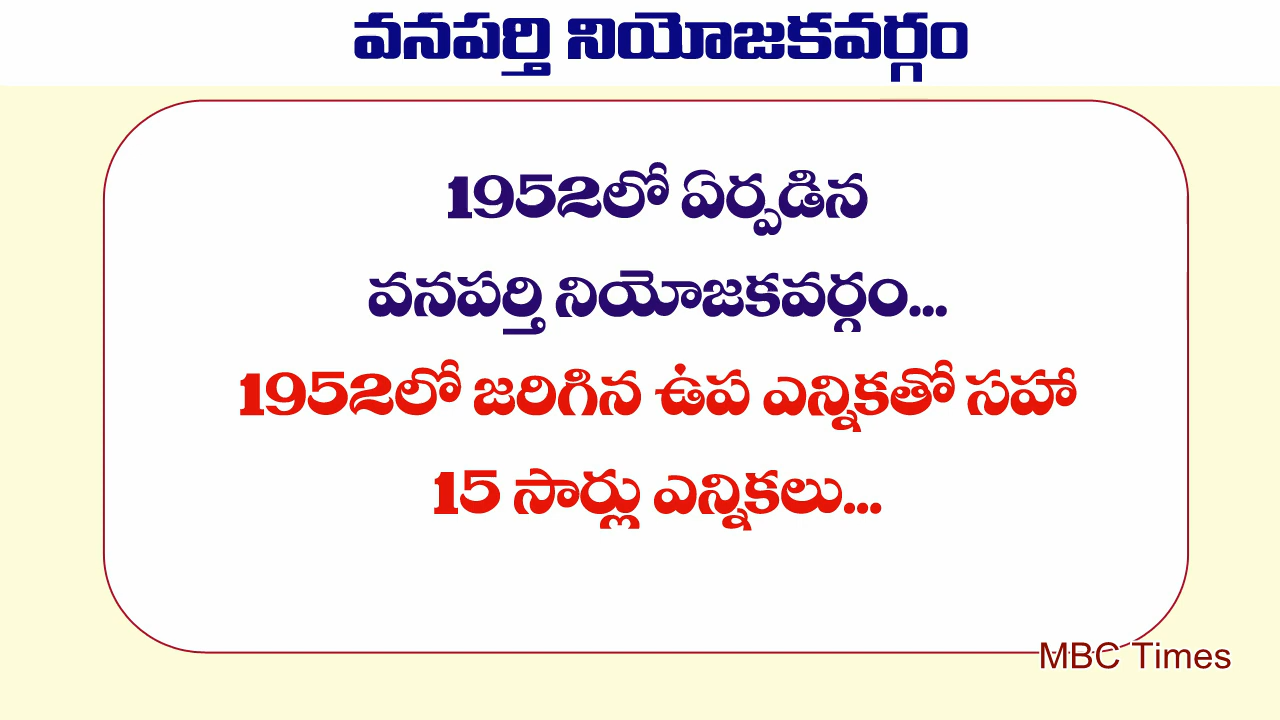 వనపర్తి నియోజకవర్గం
1952లో ఏర్పడిన
వనపర్తి నియోజకవర్గం...
1952లో జరిగిన ఉప ఎన్నికతో సహా
15 సార్లు ఎన్నికలు...
MBC Times